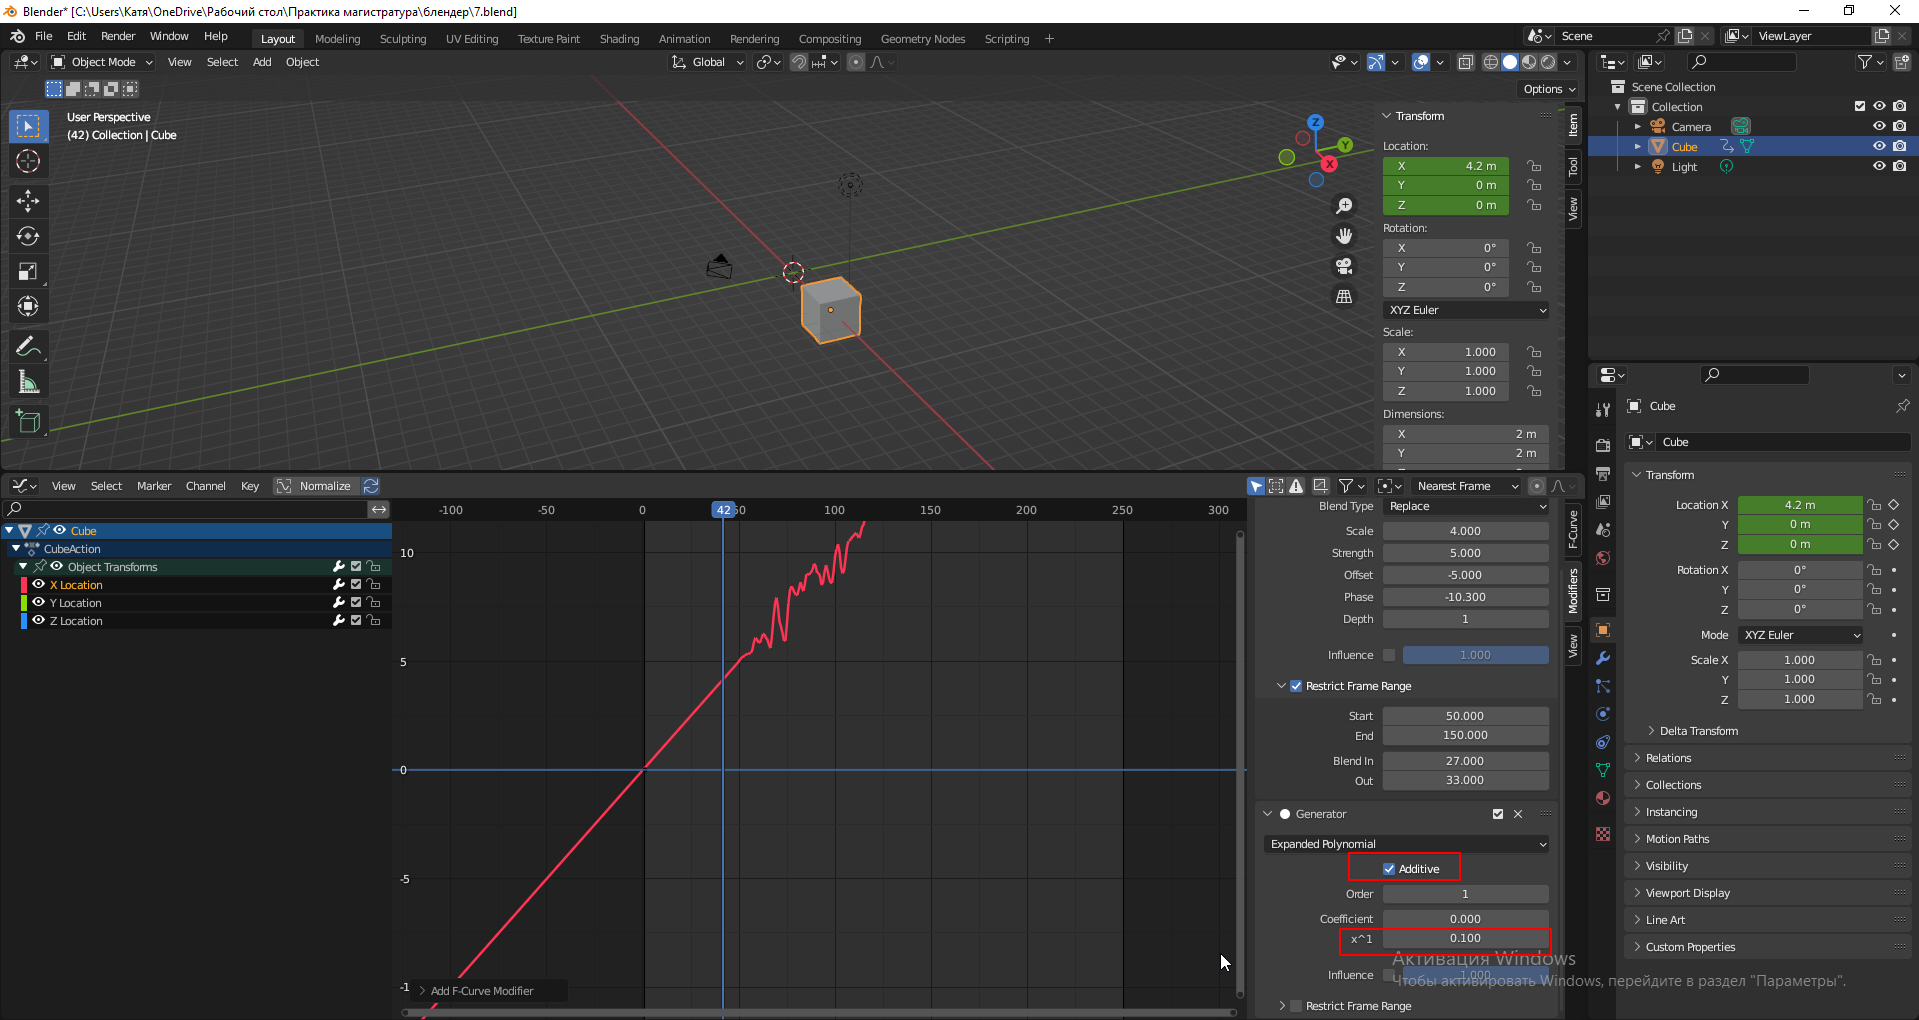 Blender* [C:\Users\Катя\OneDrive\Рабочий стол\Практика магистратура\блендер\7.blend]
File Edit Render Window Help Layout Modeling Sculpting UV Editing Texture Paint Shading Animation Rendering Compositing Geometry Nodes Scripting + Scene ViewLayer
Object Mode View Select Add Object Global
Options
User Perspective
(42) Collection | Cube
Z
Y
X
Transform
Location:
X 4.2 m
Y 0 m
Z 0 m
Rotation:
X 0°
Y 0°
Z 0°
XYZ Euler
Scale:
X 1.000
Y 1.000
Z 1.000
Dimensions:
X 2 m
Y 2 m
Item
Tool
View
Scene Collection
Collection
Camera
Cube
Light
View Select Marker Channel Key Normalize Nearest Frame
Cube
CubeAction
Object Transforms
X Location
Y Location
Z Location
-100 -50 0 42 50 100 150 200 250 300
10
5
0
-5
-1
Add F-Curve Modifier
Blend Type Replace
Scale 4.000
Strength 5.000
Offset -5.000
Phase -10.300
Depth 1
Influence 1.000
Restrict Frame Range
Start 50.000
End 150.000
Blend In 27.000
Out 33.000
Generator
Expanded Polynomial
Additive
Order 1
Coefficient 0.000
x^1 0.100
Influence 1.000
Restrict Frame Range
F-Curve
Modifiers
View
Cube
Cube
Transform
Location X 4.2 m
Y 0 m
Z 0 m
Rotation X 0°
Y 0°
Z 0°
Mode XYZ Euler
Scale X 1.000
Y 1.000
Z 1.000
Delta Transform
Relations
Collections
Instancing
Motion Paths
Visibility
Viewport Display
Line Art
Custom Properties
Активация Windows
Чтобы активировать Windows, перейдите в раздел "Параметры".